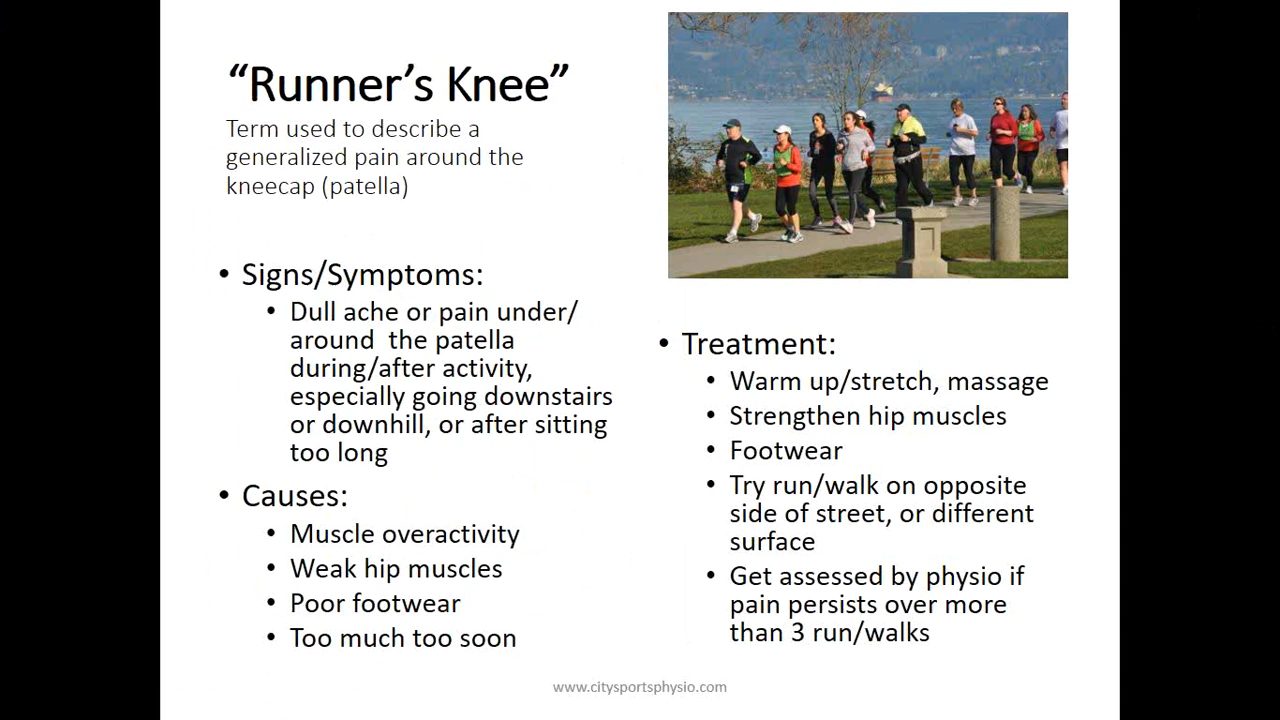 “Runner’s Knee”
Term used to describe a
generalized pain around the
kneecap (patella)
• Signs/Symptoms:
• Dull ache or pain under/
around the patella
during/after activity,
especially going downstairs
or downhill, or after sitting
too long
• Causes:
• Muscle overactivity
• Weak hip muscles
• Poor footwear
• Too much too soon
• Treatment:
• Warm up/stretch, massage
• Strengthen hip muscles
• Footwear
• Try run/walk on opposite
side of street, or different
surface
• Get assessed by physio if
pain persists over more
than 3 run/walks
www.citysportsphysio.com